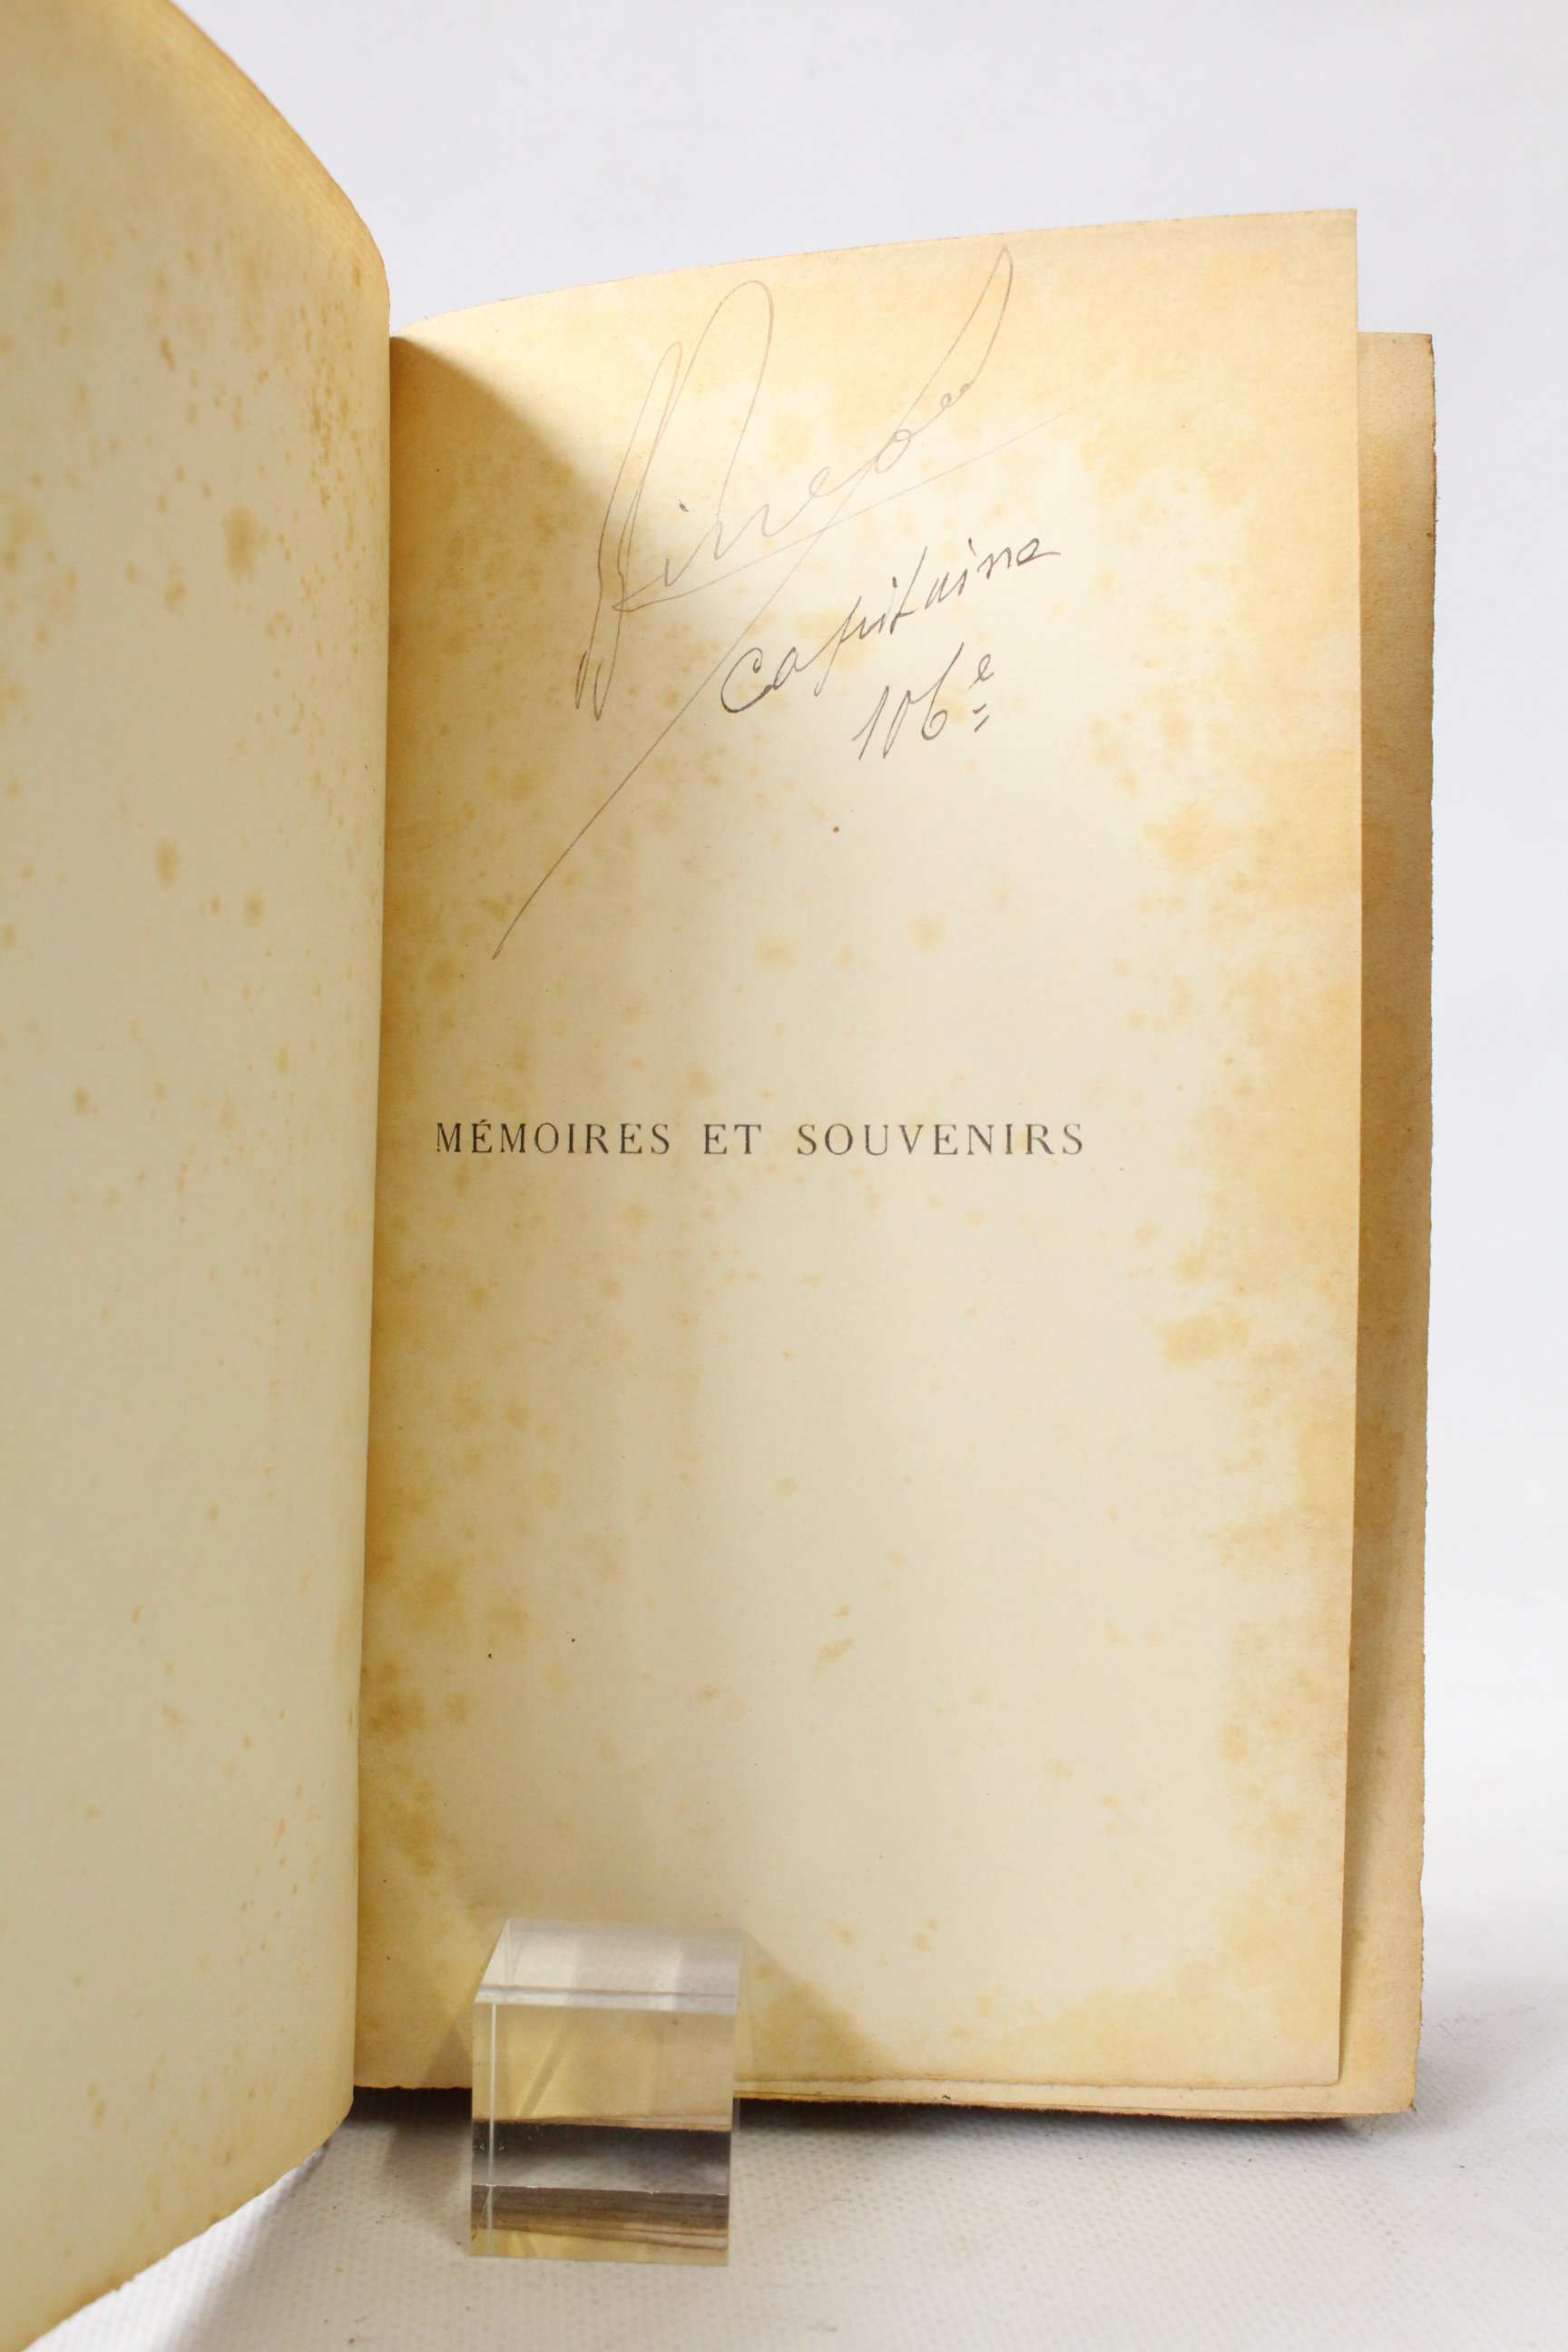 capitaine
106e
MÉMOIRES ET SOUVENIRS